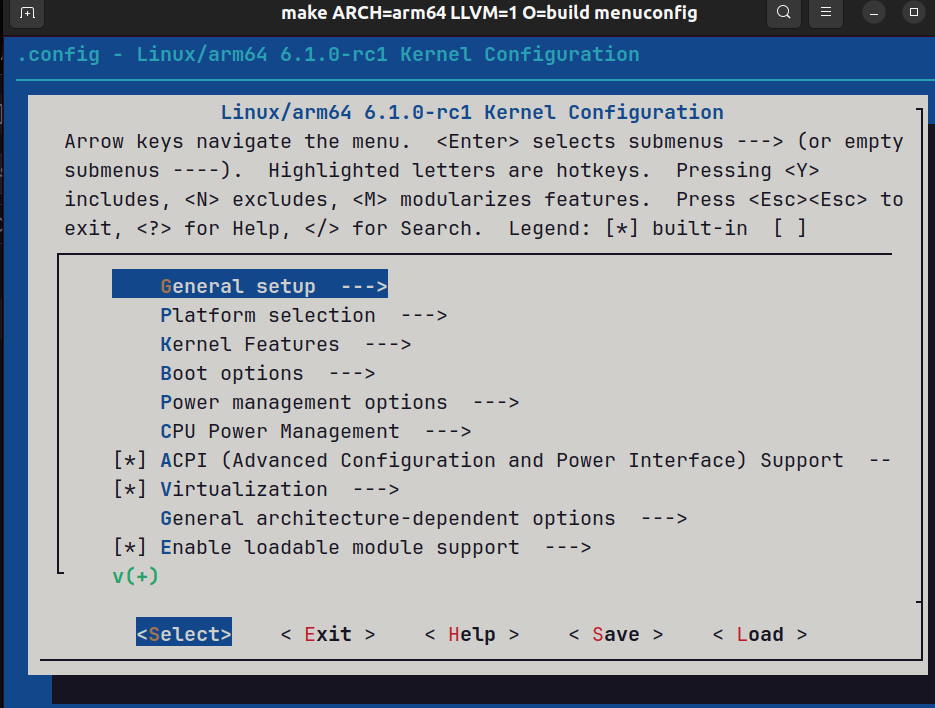 make ARCH=arm64 LLVM=1 O=build menuconfig
.config - Linux/arm64 6.1.0-rc1 Kernel Configuration
Linux/arm64 6.1.0-rc1 Kernel Configuration
Arrow keys navigate the menu.  <Enter> selects submenus ---> (or empty
submenus ----).  Highlighted letters are hotkeys.  Pressing <Y>
includes, <N> excludes, <M> modularizes features.  Press <Esc><Esc> to
exit, <?> for Help, </> for Search.  Legend: [*] built-in  [ ]
General setup  --->
Platform selection  --->
Kernel Features  --->
Boot options  --->
Power management options  --->
CPU Power Management  --->
[*] ACPI (Advanced Configuration and Power Interface) Support  --
[*] Virtualization  --->
General architecture-dependent options  --->
[*] Enable loadable module support  --->
v(+)
<Select>    < Exit >    < Help >    < Save >    < Load >